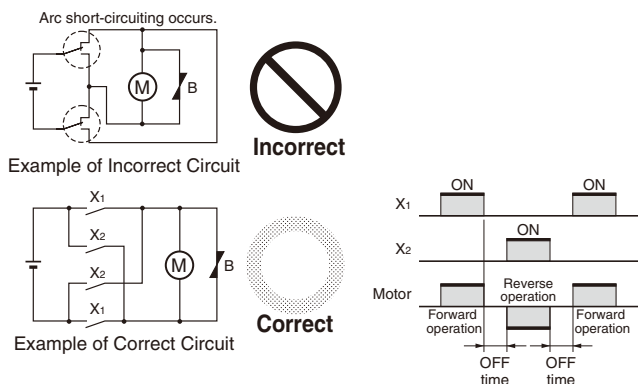 Arc short-circuiting occurs.
M
B
Incorrect
Example of Incorrect Circuit
X1
X2
X2
X1
M
B
Correct
Example of Correct Circuit
ON
ON
X1
ON
X2
Reverse
operation
Motor
Forward
operation
Forward
operation
OFF
time
OFF
time